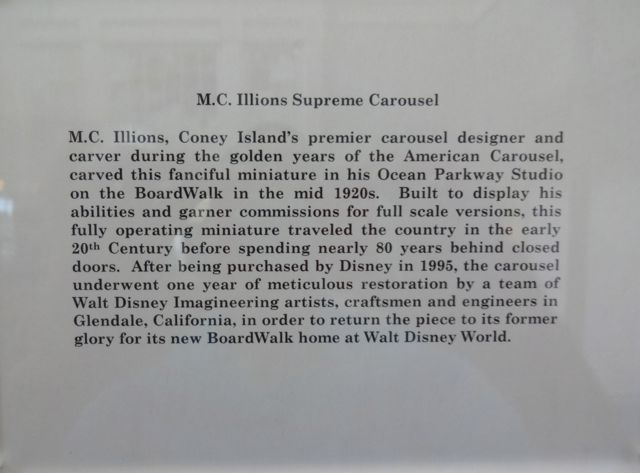 M.C. Illions Supreme Carousel
M.C. Illions, Coney Island's premier carousel designer and
carver during the golden years of the American Carousel,
carved this fanciful miniature in his Ocean Parkway Studio
on the BoardWalk in the mid 1920s. Built to display his
abilities and garner commissions for full scale versions, this
fully operating miniature traveled the country in the early
20th Century before spending nearly 80 years behind closed
doors. After being purchased by Disney in 1995, the carousel
underwent one year of meticulous restoration by a team of
Walt Disney Imagineering artists, craftsmen and engineers in
Glendale, California, in order to return the piece to its former
glory for its new BoardWalk home at Walt Disney World.